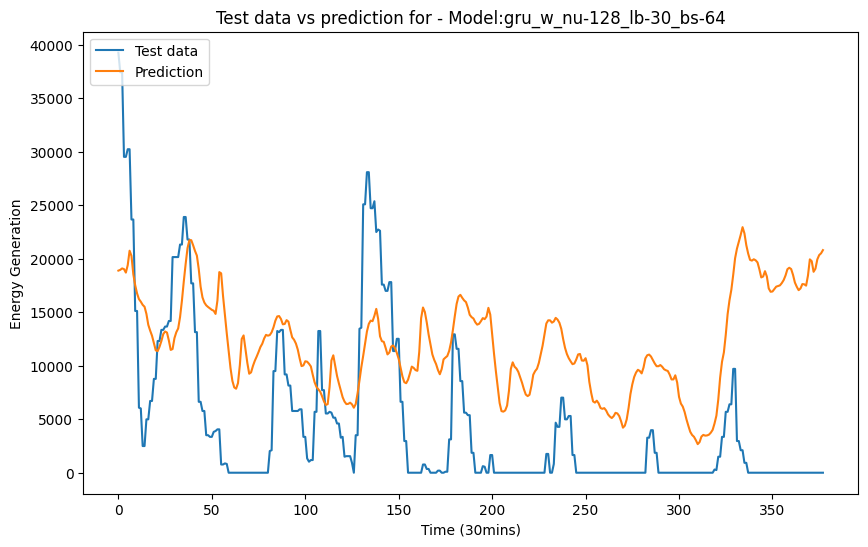 Test data vs prediction for - Model:gru_w_nu-128_lb-30_bs-64
Test data
Prediction
40000
35000
30000
25000
20000
15000
10000
5000
0
Energy Generation
0 50 100 150 200 250 300 350
Time (30mins)